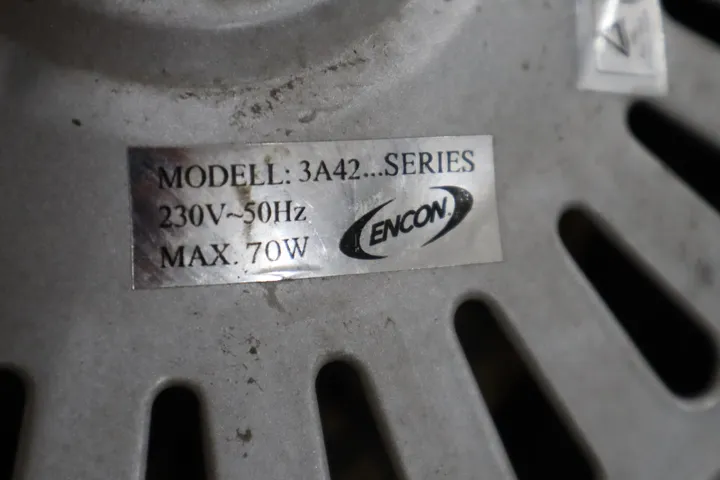 MODELL: 3A42...SERIES
230V~50Hz
MAX. 70W
ENCON